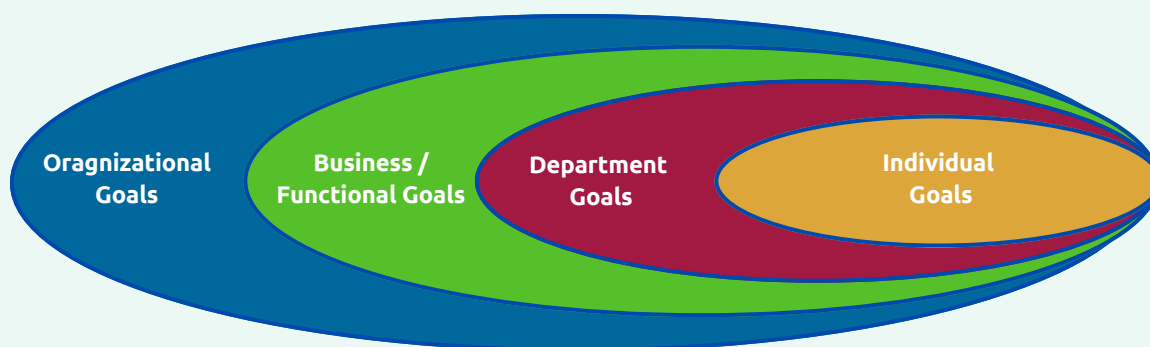 Oragnizational
Goals
Business /
Functional Goals
Department
Goals
Individual
Goals